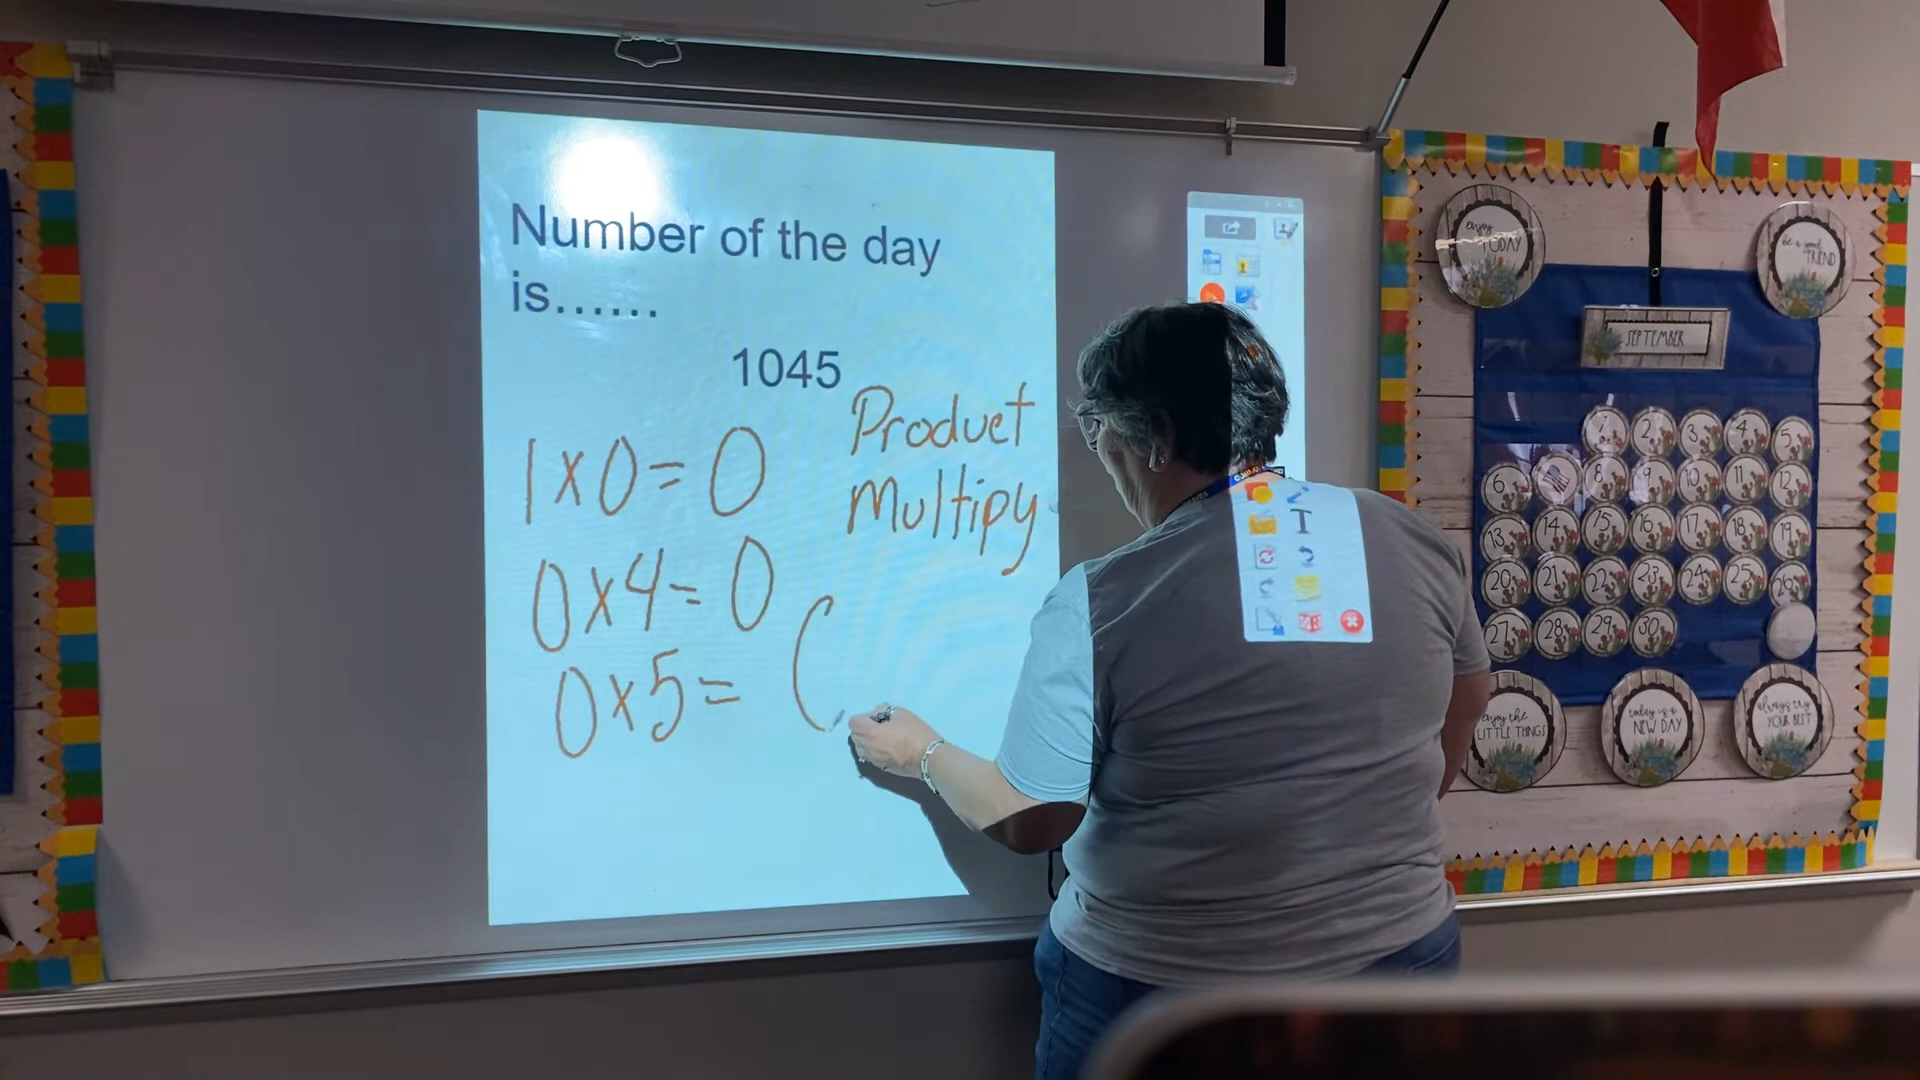 Number of the day
is......
1045
Product
Multipy
1x0=0
0x4=0
0x5=
T
enjoy
TODAY
be a good
FRIEND
SEPTEMBER
1 2 3 4 5
6 8 9 10 11 12
13 14 15 16 17 18 19
20 21 22 23 24 25 26
27 28 29 30
enjoy the
LITTLE THINGS
today is a
NEW DAY
always try
YOUR BEST